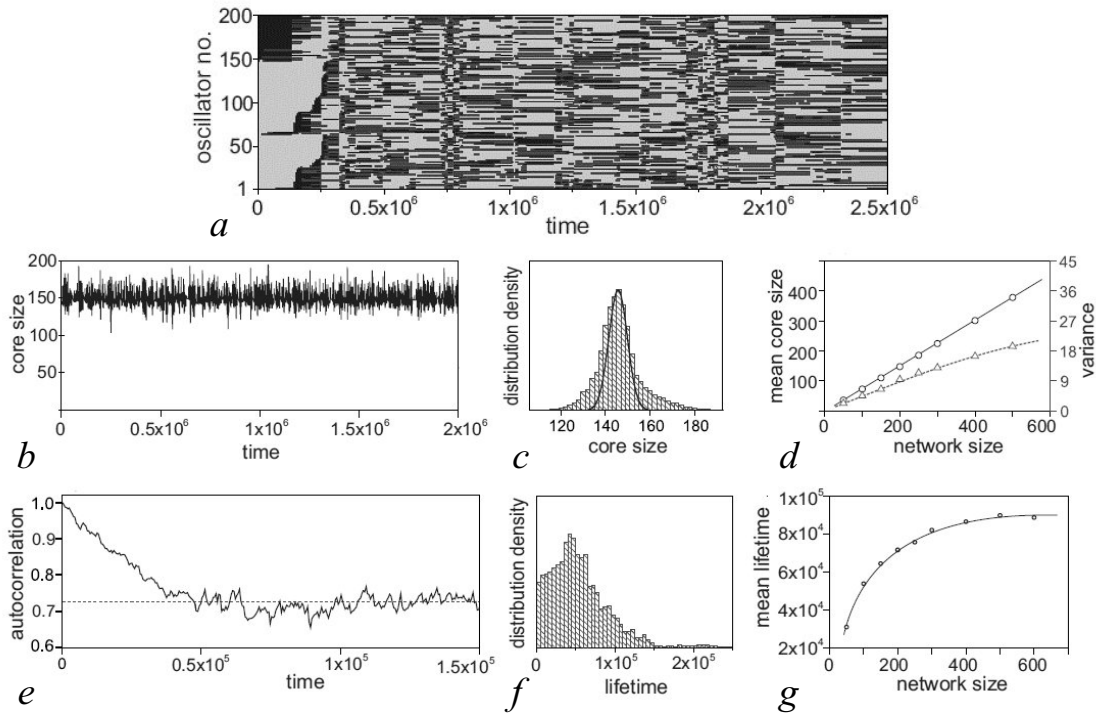 200
150
100
50
1
oscillator no.
0 0.5x10⁶ 1x10⁶ 1.5x10⁶ 2x10⁶ 2.5x10⁶
time
a
200
150
100
50
core size
0 0.5x10⁶ 1x10⁶ 1.5x10⁶ 2x10⁶
time
b
distribution density
120 140 160 180
core size
c
400
300
200
100
mean core size
45
36
27
18
9
0
variance
0 200 400 600
network size
d
1.0
0.9
0.8
0.7
0.6
autocorrelation
0 0.5x10⁵ 1x10⁵ 1.5x10⁵
time
e
distribution density
0 1x10⁵ 2x10⁵
lifetime
f
1x10⁵
8x10⁴
6x10⁴
4x10⁴
2x10⁴
mean lifetime
0 200 400 600
network size
g